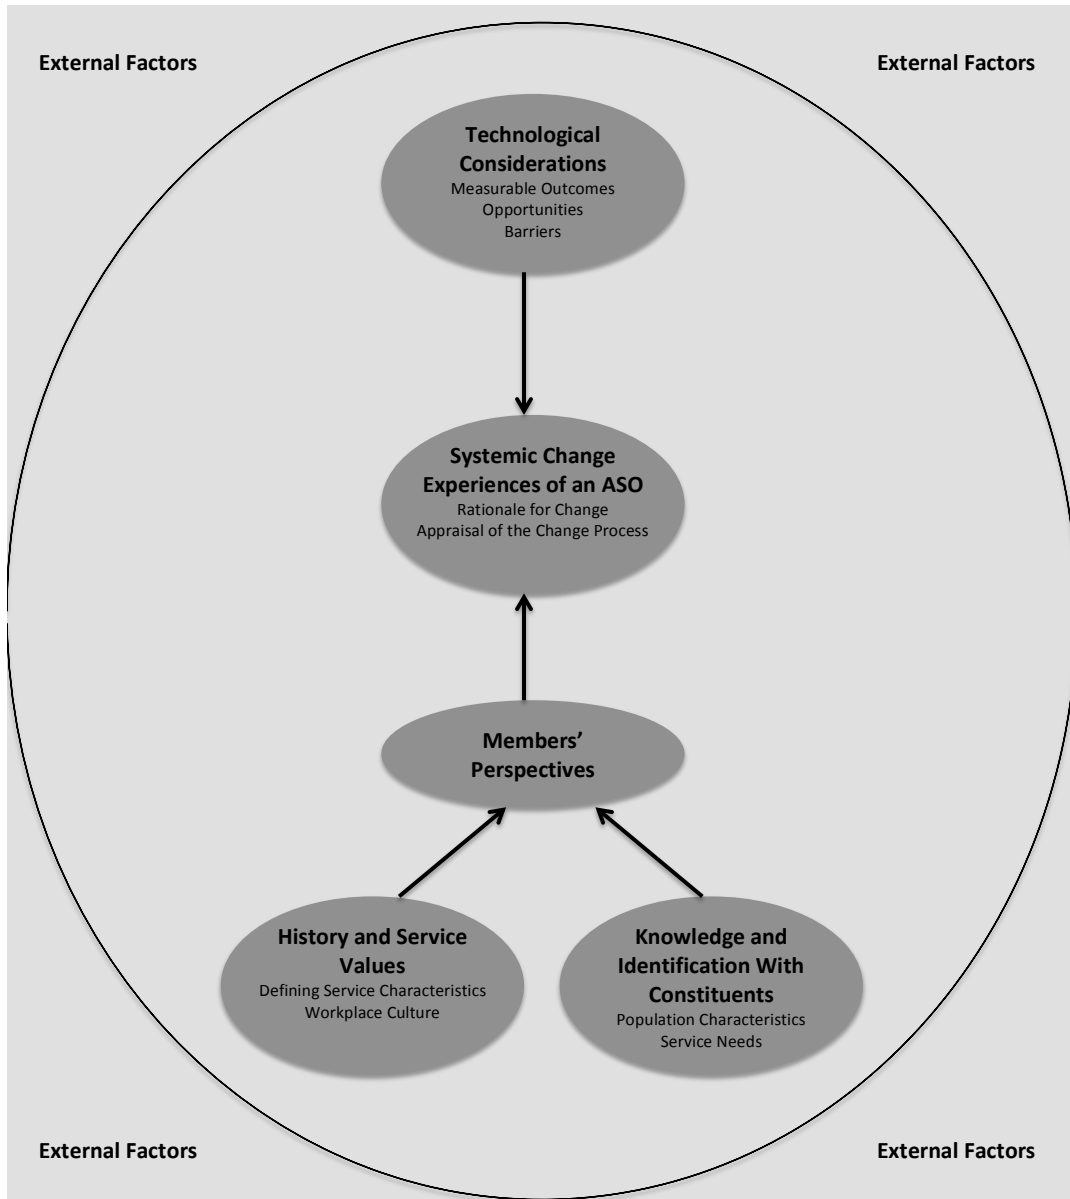 External Factors
External Factors
Technological
Considerations
Measurable Outcomes
Opportunities
Barriers
Systemic Change
Experiences of an ASO
Rationale for Change
Appraisal of the Change Process
Members’
Perspectives
History and Service
Values
Defining Service Characteristics
Workplace Culture
Knowledge and
Identification With
Constituents
Population Characteristics
Service Needs
External Factors
External Factors